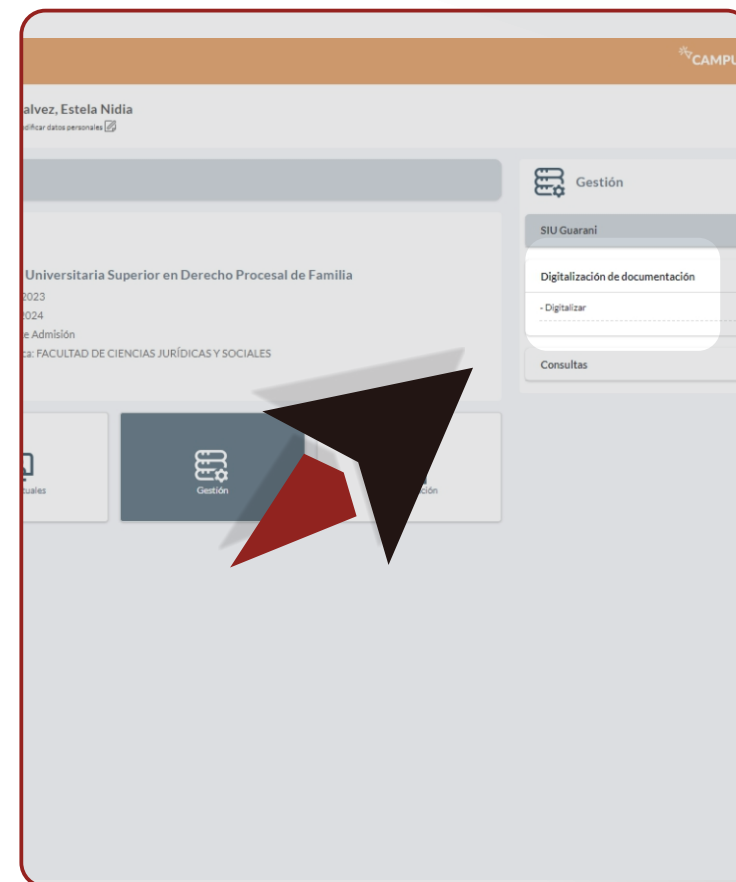 CAMPU
alvez, Estela Nidia
dificar datos personales
Universitaria Superior en Derecho Procesal de Familia
2023
2024
e Admisión
ca: FACULTAD DE CIENCIAS JURÍDICAS Y SOCIALES
tuales
Gestión
ción
Gestión
SIU Guarani
Digitalización de documentación
- Digitalizar
Consultas